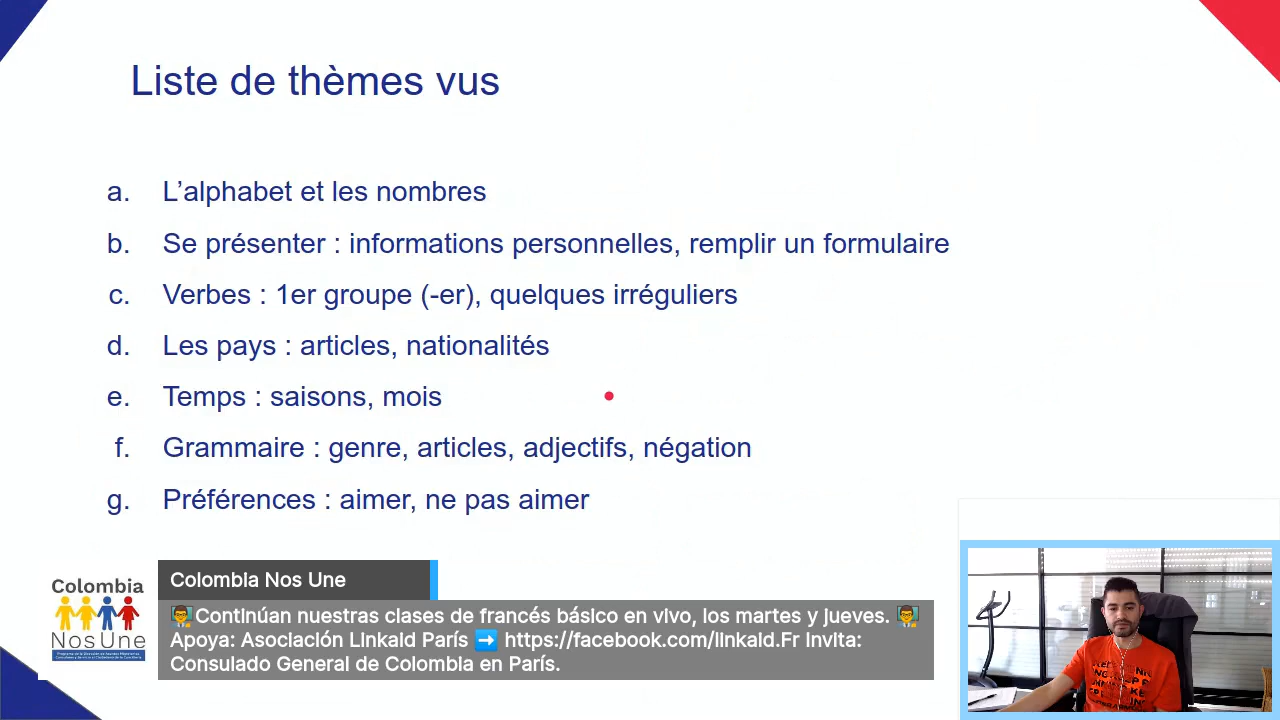 Liste de thèmes vus
a. L’alphabet et les nombres
b. Se présenter : informations personnelles, remplir un formulaire
c. Verbes : 1er groupe (-er), quelques irréguliers
d. Les pays : articles, nationalités
e. Temps : saisons, mois
f. Grammaire : genre, articles, adjectifs, négation
g. Préférences : aimer, ne pas aimer
Colombia
Nos Une
Colombia Nos Une
👨‍🏫Continúan nuestras clases de francés básico en vivo, los martes y jueves. 👨‍🏫
Apoya: Asociación Linkaid París ➡️ https://facebook.com/linkaid.Fr Invita:
Consulado General de Colombia en París.